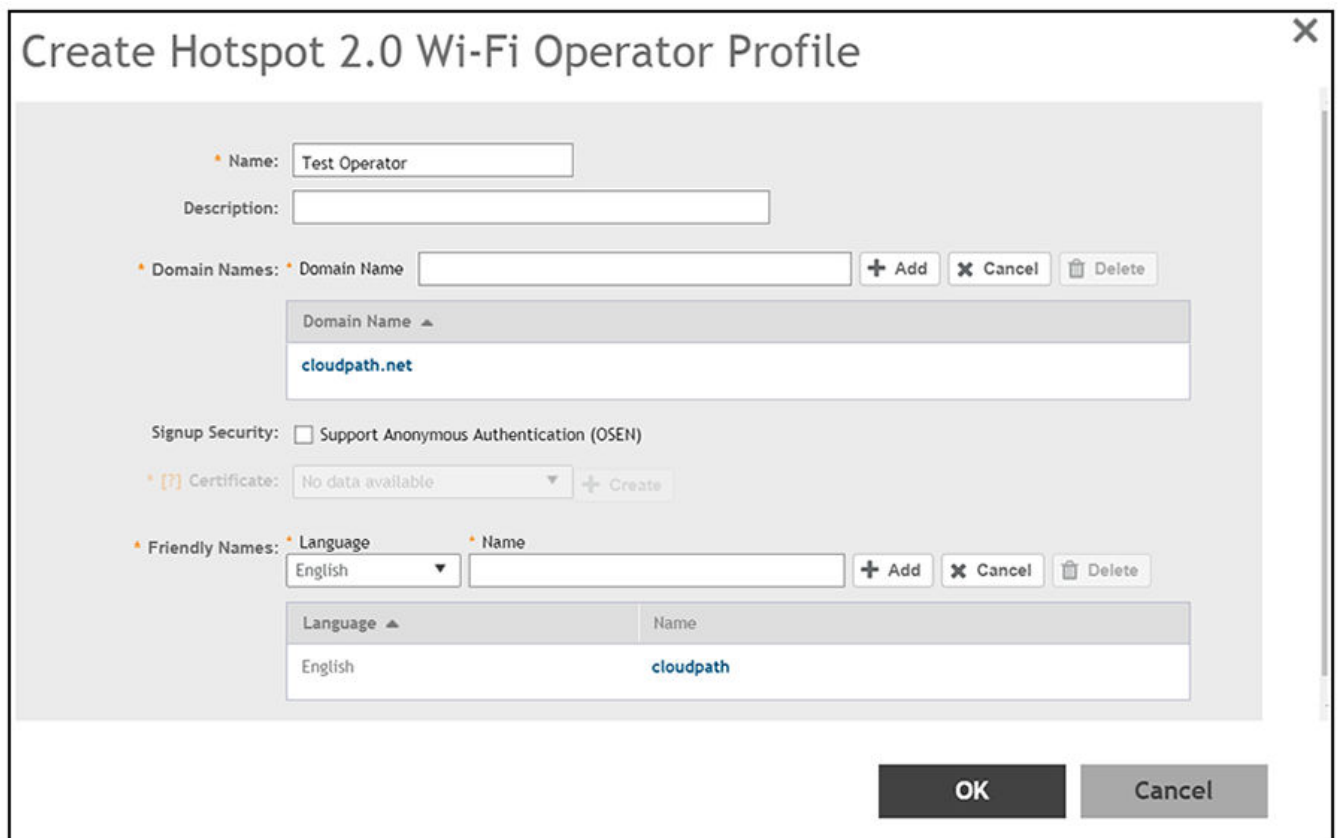 Create Hotspot 2.0 Wi-Fi Operator Profile
* Name: Test Operator
Description:
* Domain Names: * Domain Name + Add × Cancel Delete
Domain Name ▲
cloudpath.net
Signup Security: Support Anonymous Authentication (OSEN)
* [?] Certificate: No data available ▼ + Create
* Friendly Names: * Language * Name
English ▼ + Add × Cancel Delete
Language ▲ Name
English cloudpath
OK Cancel